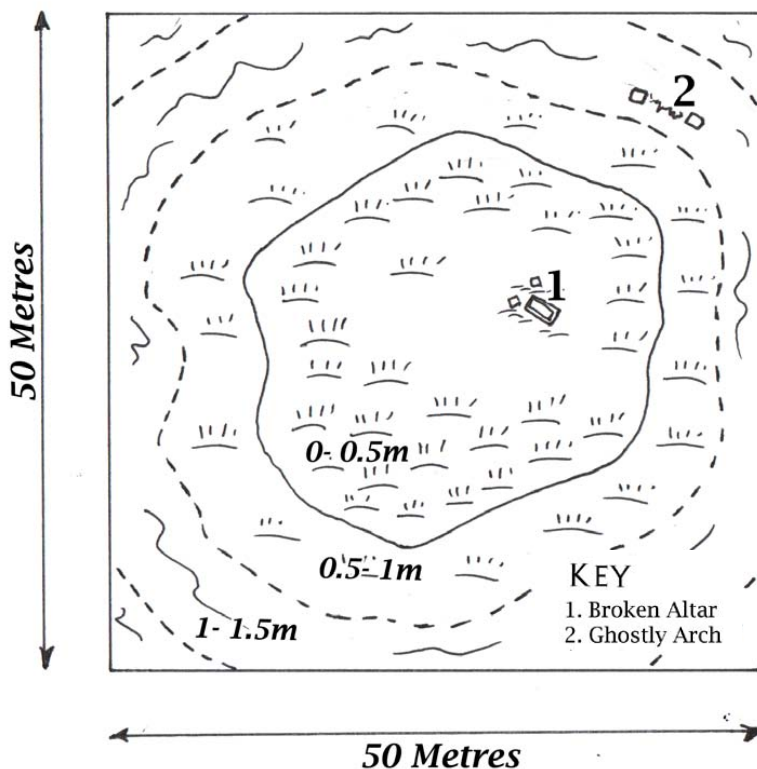 2
50 Metres
1
0- 0.5m
0.5- 1m
1- 1.5m
KEY
1. Broken Altar
2. Ghostly Arch
50 Metres